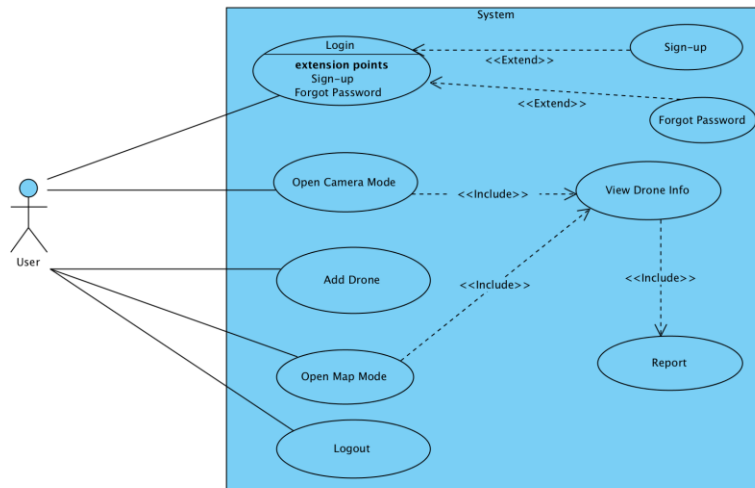 System
Login
extension points
Sign-up
Forgot Password
<<Extend>>
Sign-up
<<Extend>>
Forgot Password
User
Open Camera Mode
<<Include>>
View Drone Info
Add Drone
<<Include>>
<<Include>>
Open Map Mode
Report
Logout